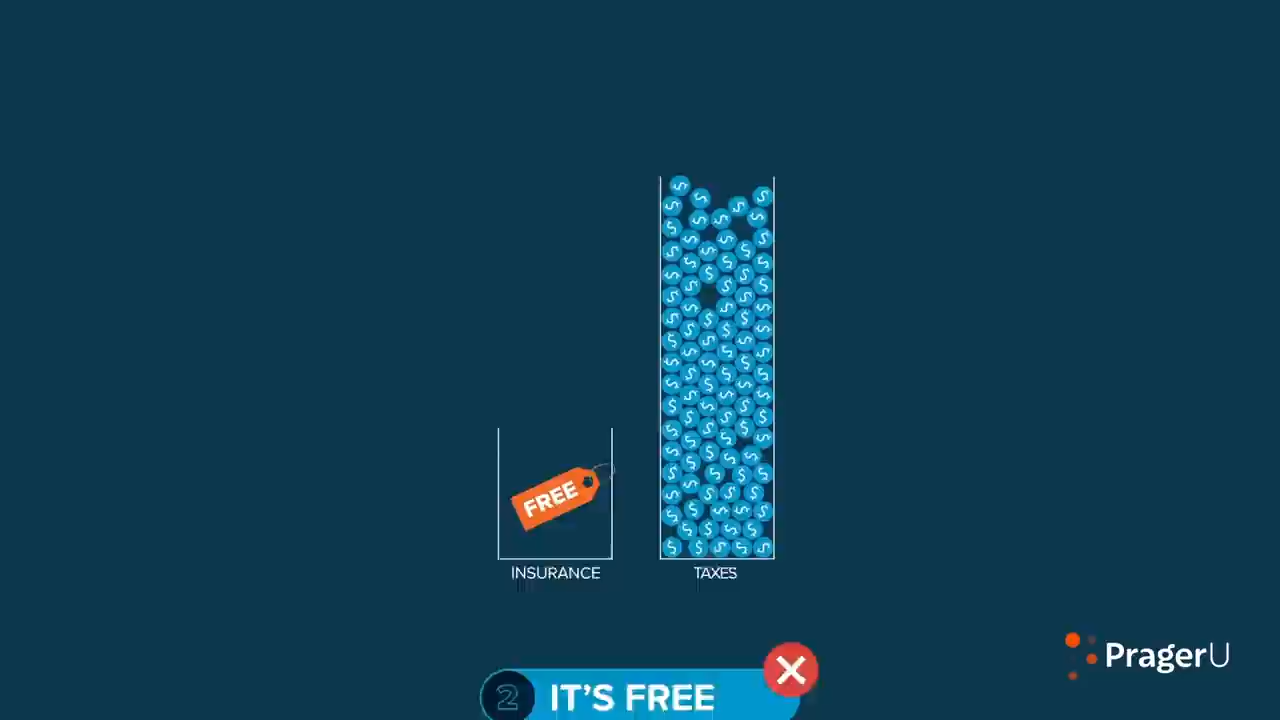 FREE
INSURANCE
TAXES
2 IT'S FREE
PragerU